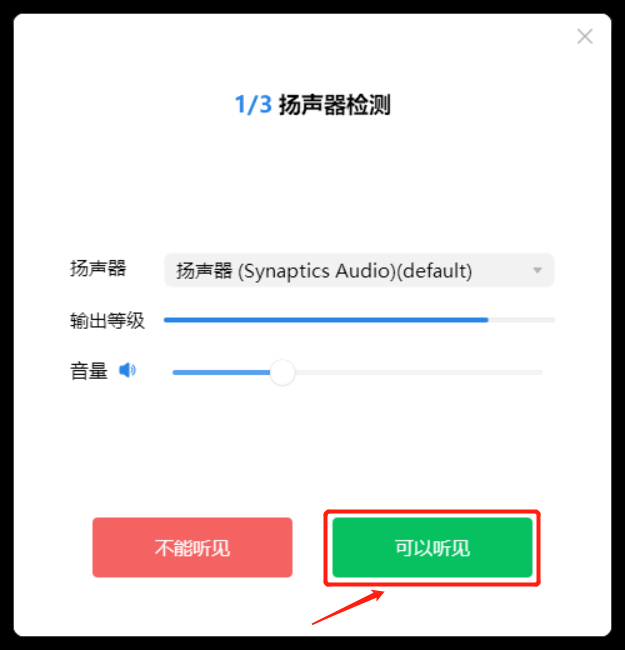 1/3 扬声器检测
扬声器 扬声器 (Synaptics Audio)(default)
输出等级
音量
不能听见 可以听见